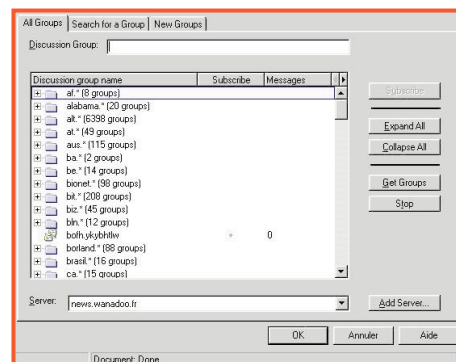 All Groups Search for a Group New Groups
Discussion Group:
Discussion group name Subscribe Messages
af.* (8 groups)
alabama.* (20 groups)
alt.* (6398 groups)
at.* (49 groups)
aus.* (115 groups)
ba.* (2 groups)
be.* (14 groups)
bionet.* (98 groups)
bit.* (208 groups)
biz.* (45 groups)
bln.* (12 groups)
bofh.ykybhtlw 0
borland.* (88 groups)
brasil.* (16 groups)
ca.* (15 groups)
Subscribe
Expand All
Collapse All
Get Groups
Stop
Server: news.wanadoo.fr Add Server...
OK Annuler Aide
Document: Done